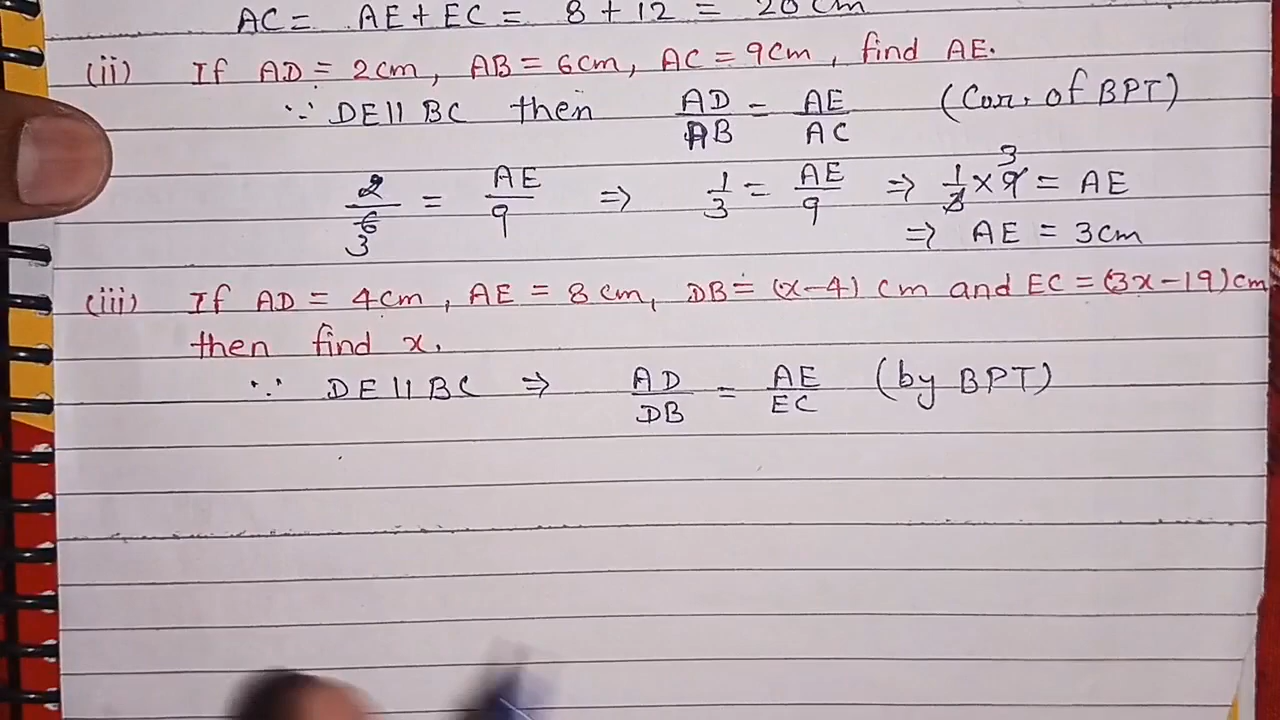 AC = AE + EC = 8 + 12 = 20 cm
(ii) If AD = 2cm, AB = 6cm, AC = 9cm, find AE.
∵ DE || BC then AD/AB = AE/AC (Cor. of BPT)
2/6 3 = AE/9 ⇒ 1/3 = AE/9 ⇒ 1/3 × 9 3 = AE
⇒ AE = 3cm
(iii) If AD = 4cm, AE = 8cm, DB = (x-4) cm and EC = (3x-19)cm,
then find x.
∵ DE || BC ⇒ AD/DB = AE/EC (by BPT)